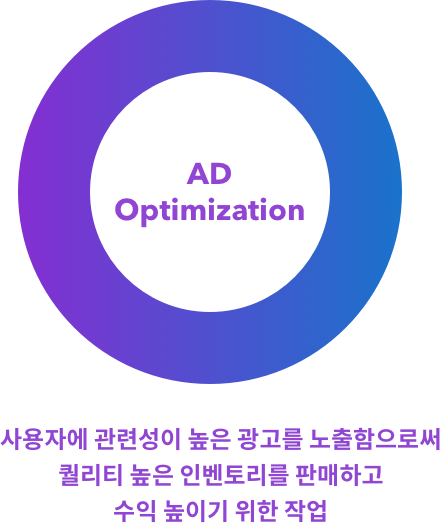 AD
Optimization
사용자에 관련성이 높은 광고를 노출함으로써
퀄리티 높은 인벤토리를 판매하고
수익 높이기 위한 작업